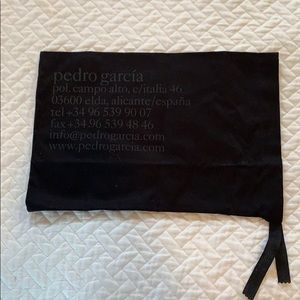 pedro garcía
pol. campo alto, c/italia 46
03600 elda, alicante/españa
tel+34 96 539 90 07
fax+34 96 539 48 46
info@pedrogarcia.com
www.pedrogarcia.com